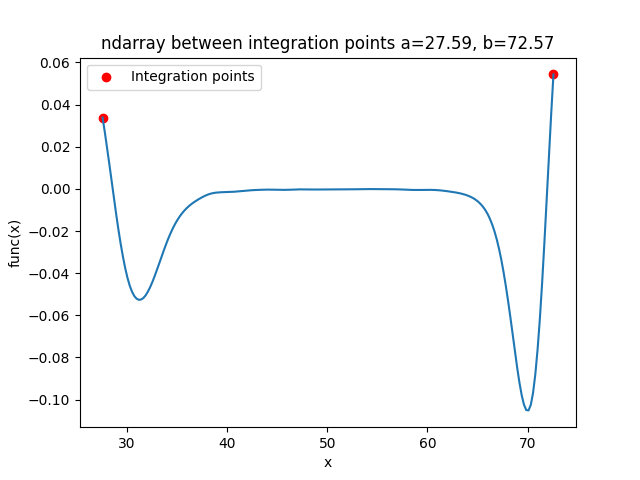 ndarray between integration points a=27.59, b=72.57
Integration points
0.06
0.04
0.02
0.00
−0.02
−0.04
−0.06
−0.08
−0.10
func(x)
30 40 50 60 70
x